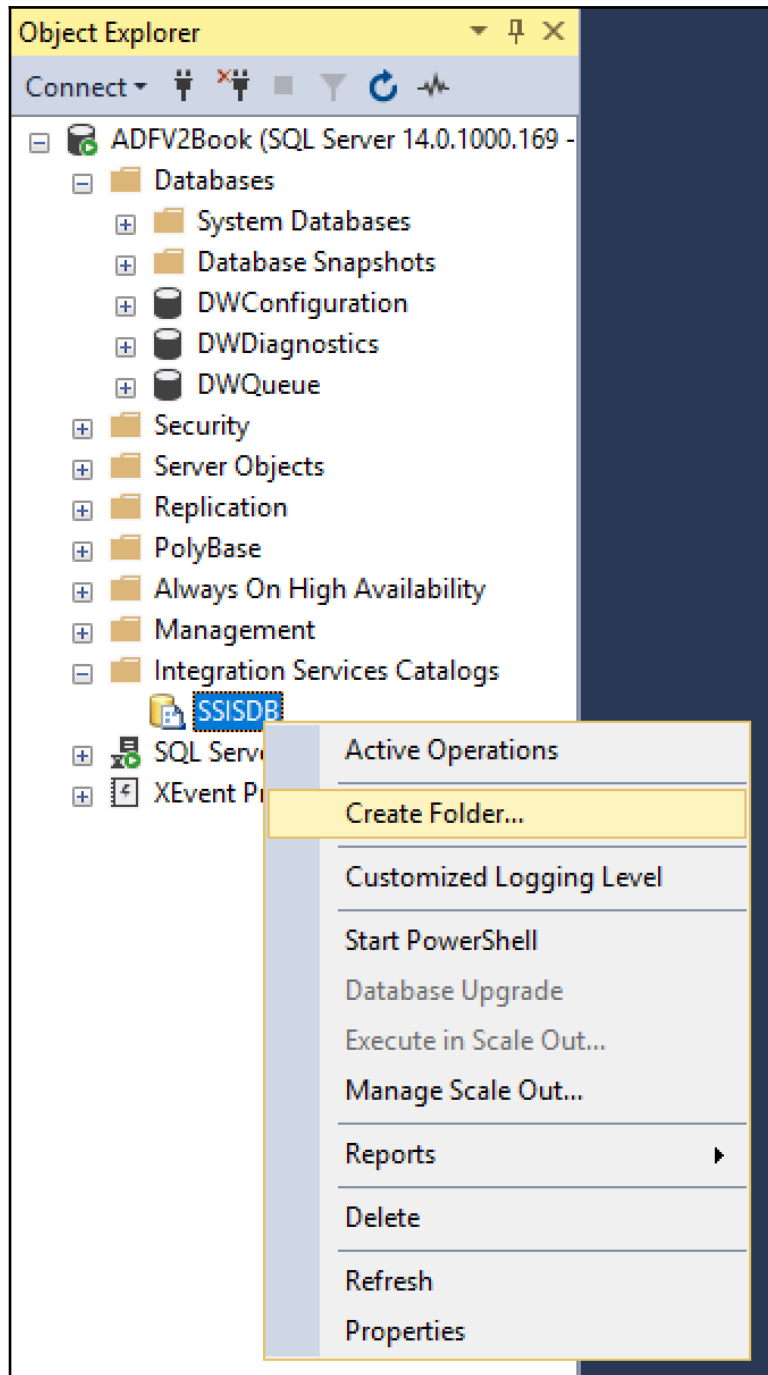 Object Explorer
Connect
ADFV2Book (SQL Server 14.0.1000.169 -
Databases
System Databases
Database Snapshots
DWConfiguration
DWDiagnostics
DWQueue
Security
Server Objects
Replication
PolyBase
Always On High Availability
Management
Integration Services Catalogs
SSISDB
SQL Serv
XEvent P
Active Operations
Create Folder...
Customized Logging Level
Start PowerShell
Database Upgrade
Execute in Scale Out...
Manage Scale Out...
Reports
Delete
Refresh
Properties